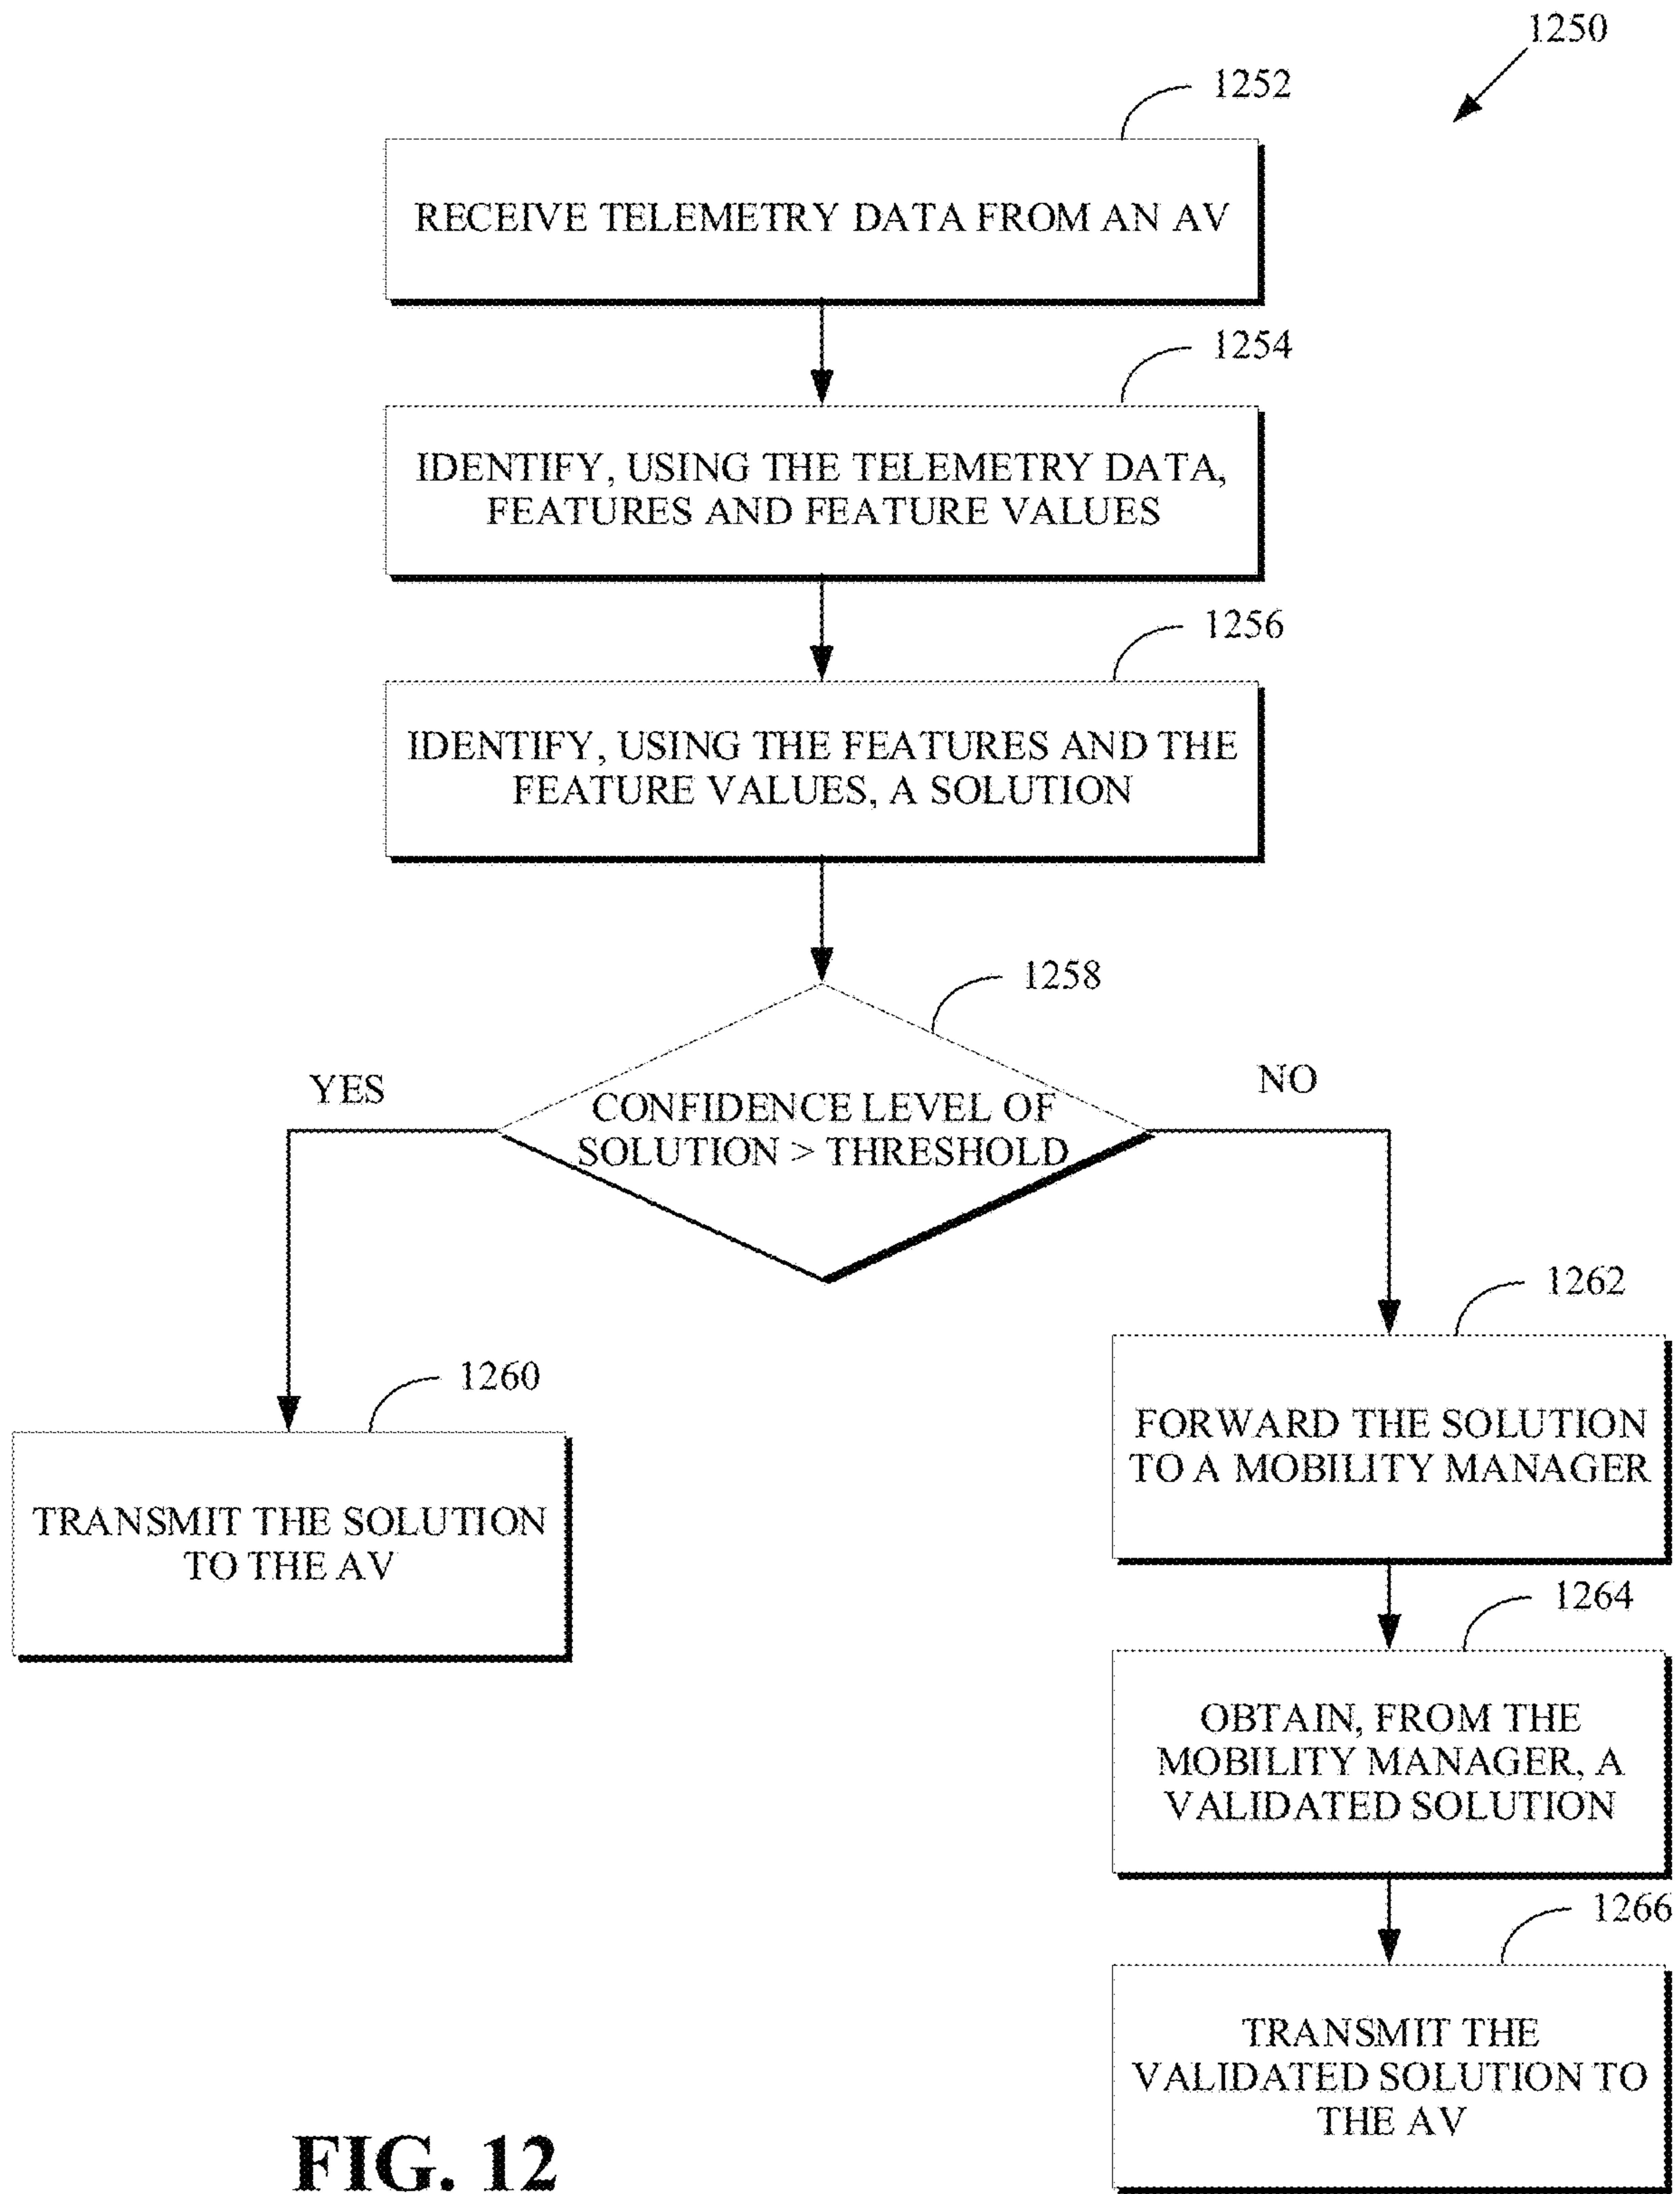 1250
1252
RECEIVE TELEMETRY DATA FROM AN AV
1254
IDENTIFY, USING THE TELEMETRY DATA,
FEATURES AND FEATURE VALUES
1256
IDENTIFY, USING THE FEATURES AND THE
FEATURE VALUES, A SOLUTION
1258
YES
NO
CONFIDENCE LEVEL OF
SOLUTION > THRESHOLD
1260
TRANSMIT THE SOLUTION
TO THE AV
1262
FORWARD THE SOLUTION
TO A MOBILITY MANAGER
1264
OBTAIN, FROM THE
MOBILITY MANAGER, A
VALIDATED SOLUTION
1266
TRANSMIT THE
VALIDATED SOLUTION TO
THE AV
FIG. 12